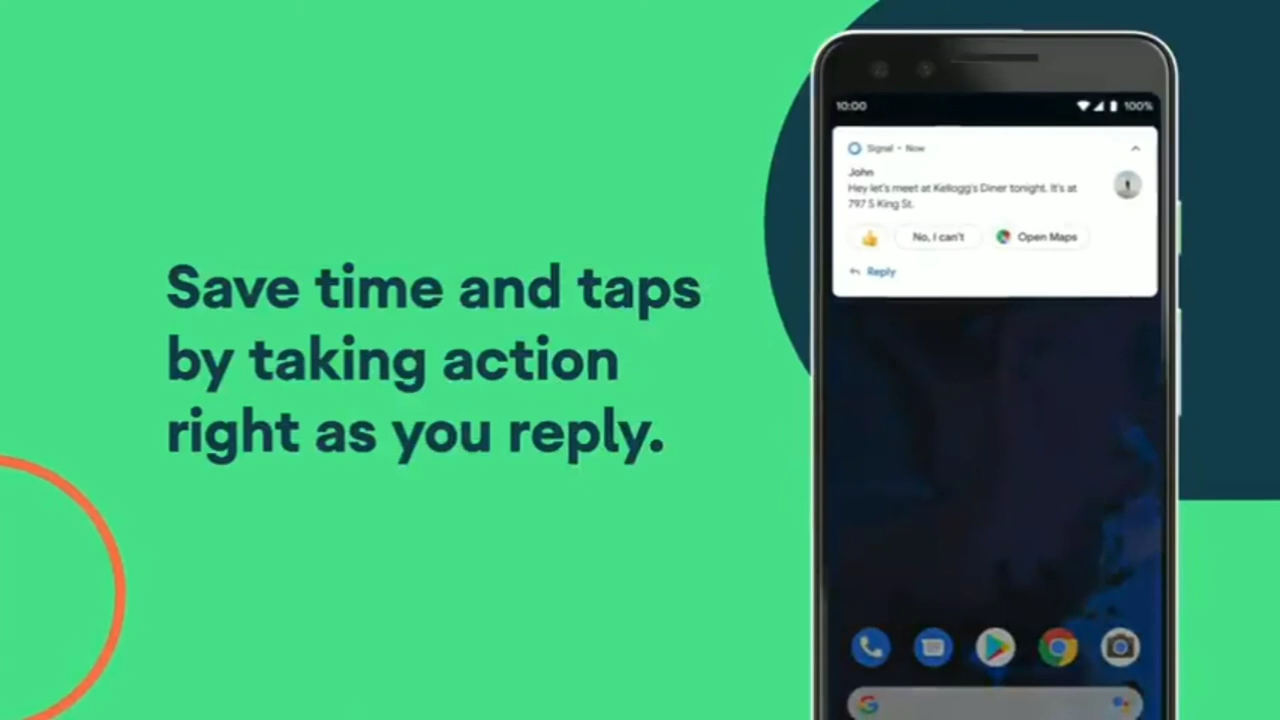 Save time and taps
by taking action
right as you reply.
10:00
100%
Signal • Now
John
Hey let's meet at Kellogg's Diner tonight. It's at
797 S King St.
No, I can't
Open Maps
Reply